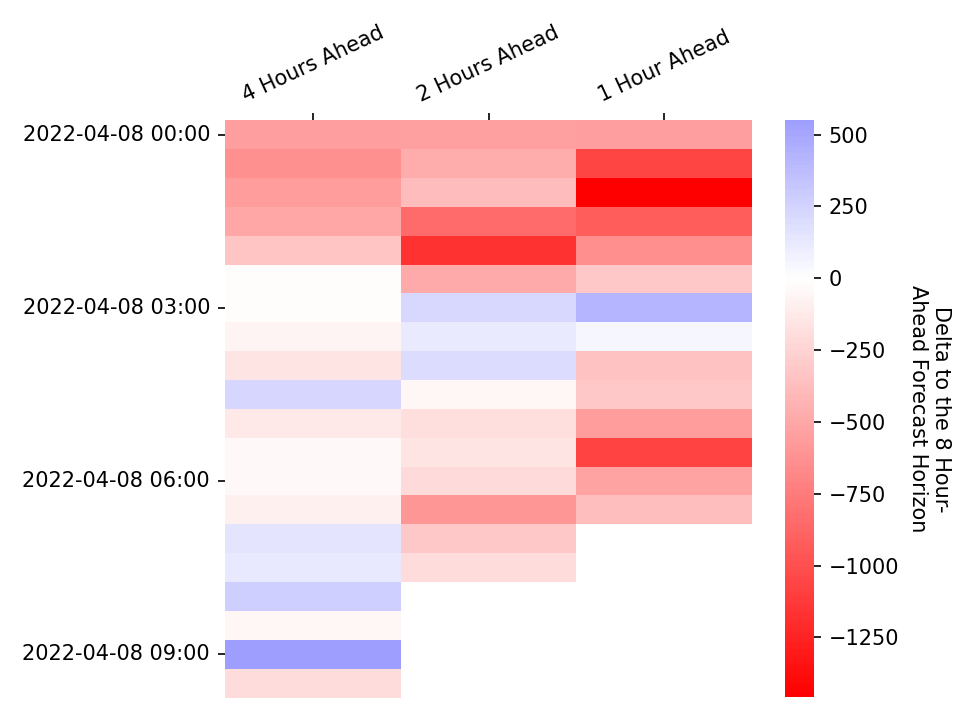 4 Hours Ahead
2 Hours Ahead
1 Hour Ahead
2022-04-08 00:00
2022-04-08 03:00
2022-04-08 06:00
2022-04-08 09:00
500
250
0
−250
−500
−750
−1000
−1250
Delta to the 8 Hour-
Ahead Forecast Horizon